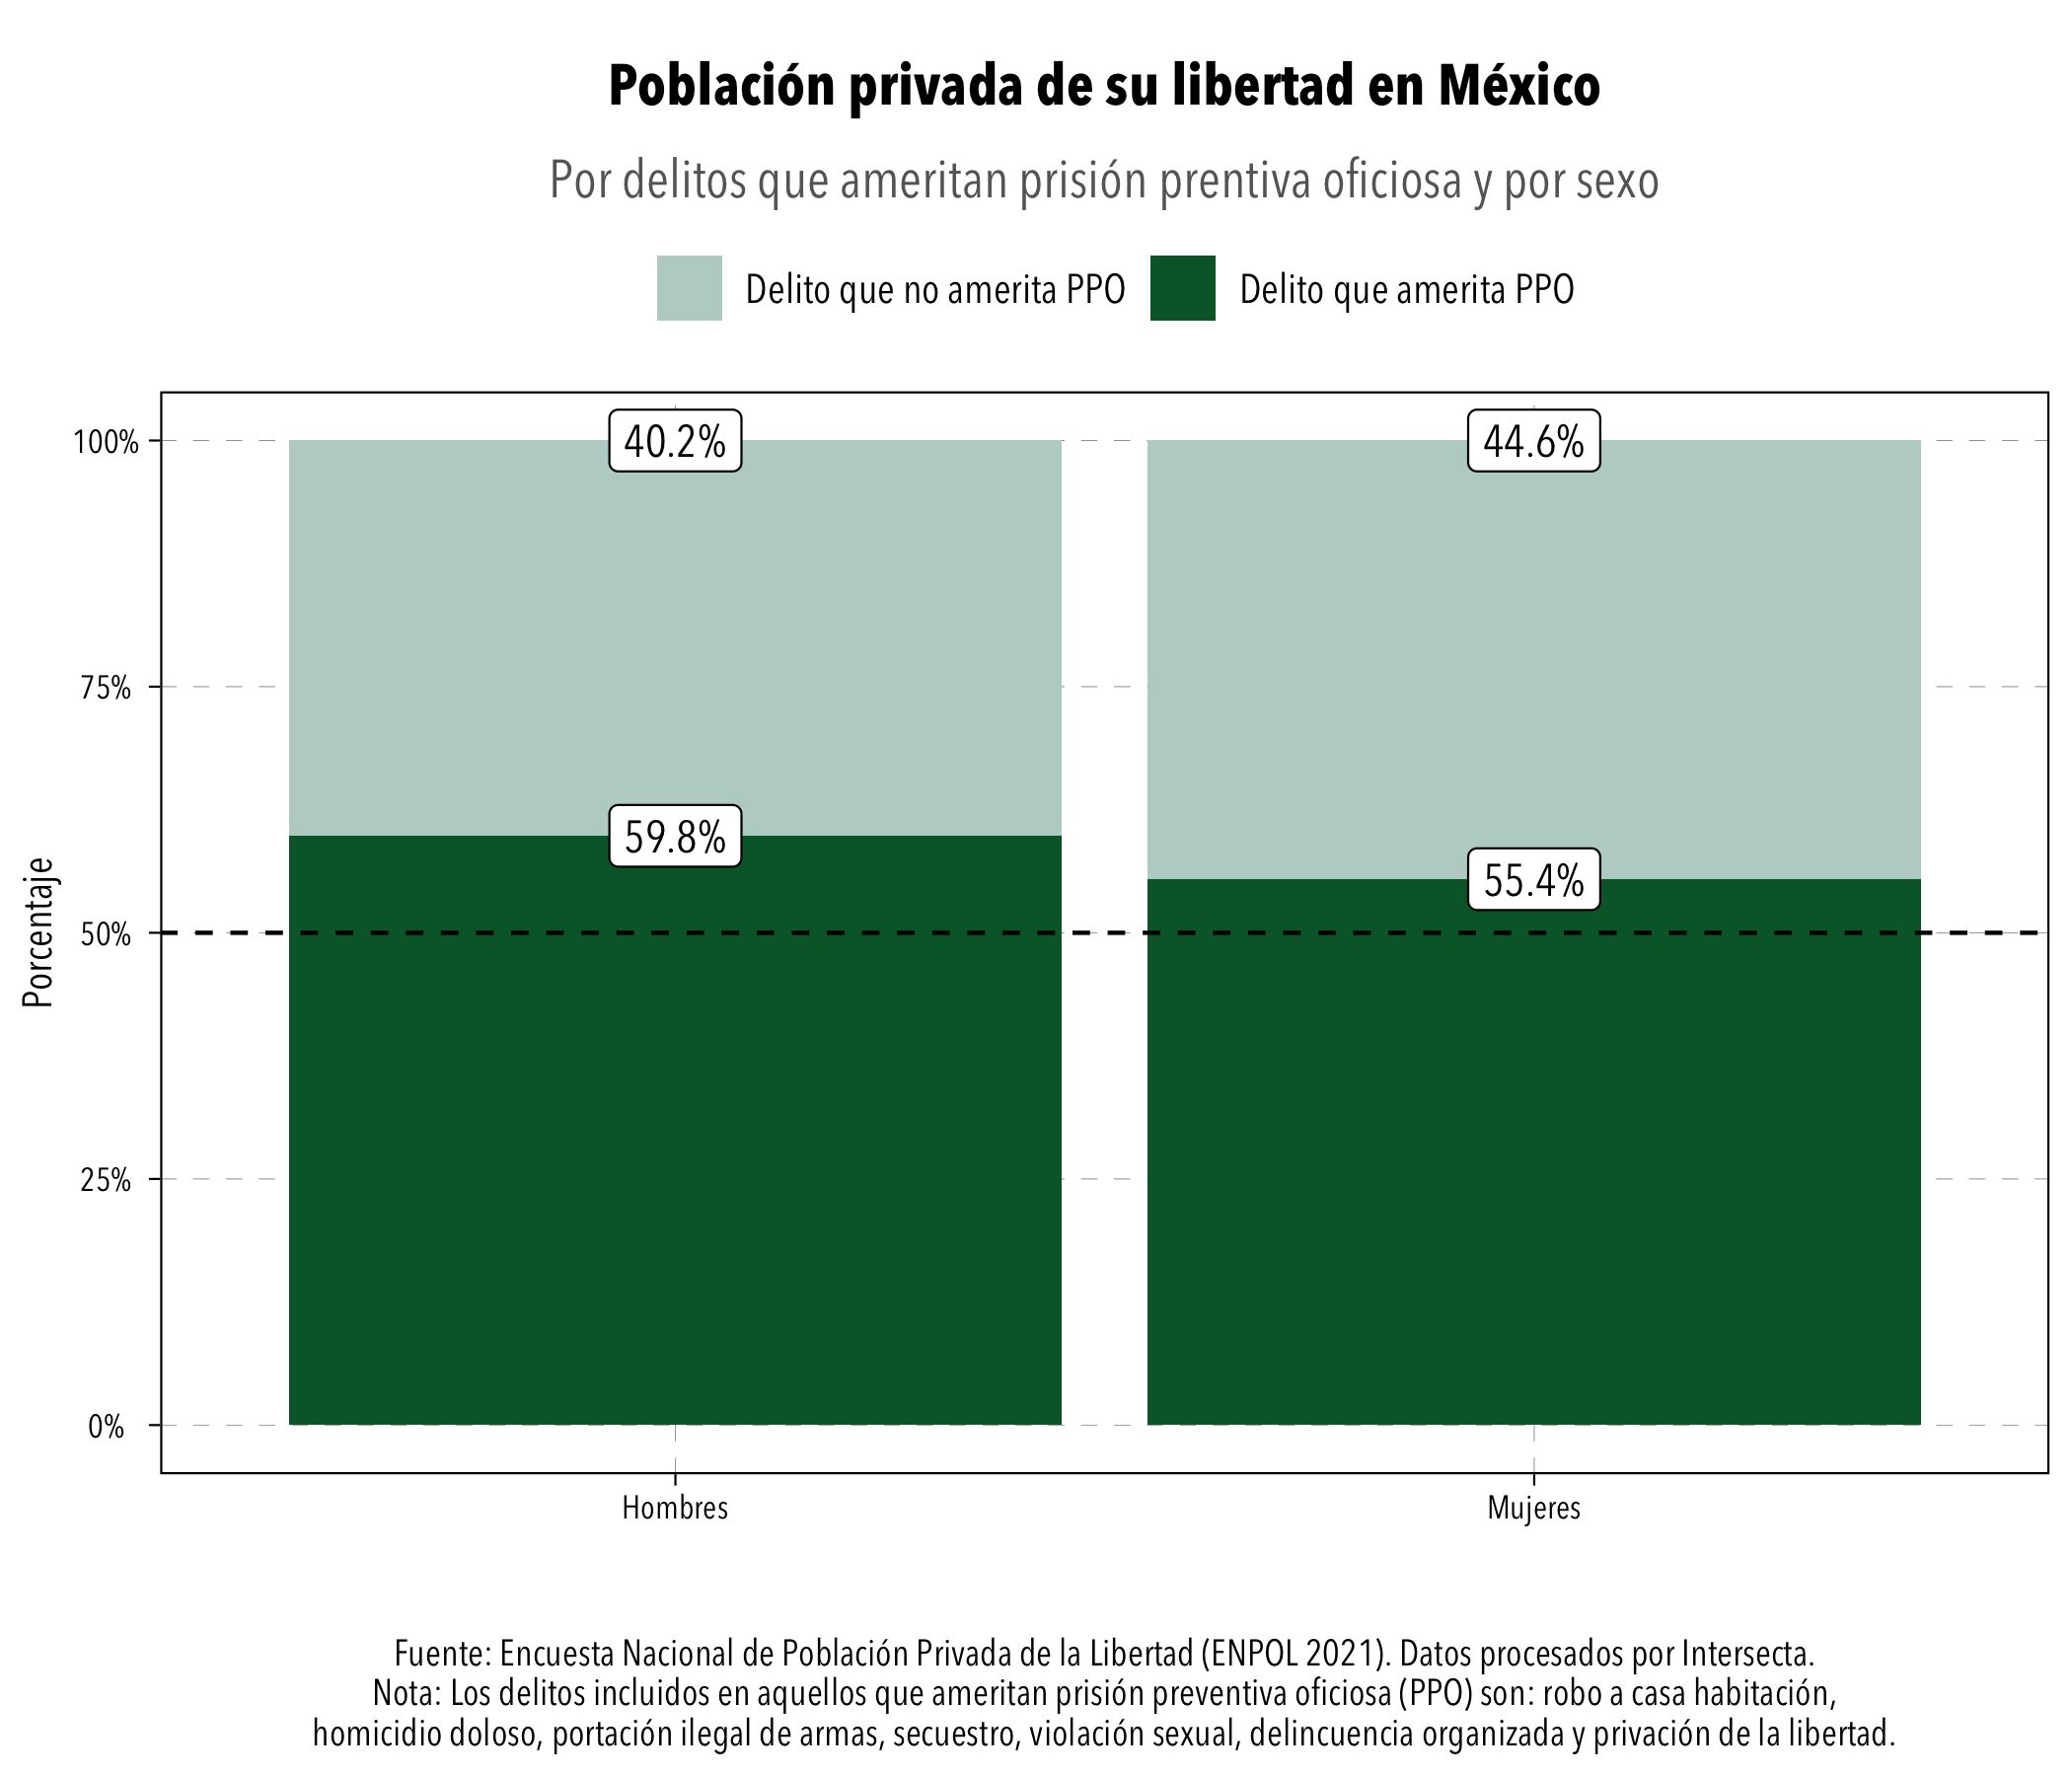 Población privada de su libertad en México
Por delitos que ameritan prisión prentiva oficiosa y por sexo
Delito que no amerita PPO
Delito que amerita PPO
Porcentaje
100%
75%
50%
25%
0%
40.2%
59.8%
44.6%
55.4%
Hombres
Mujeres
Fuente: Encuesta Nacional de Población Privada de la Libertad (ENPOL 2021). Datos procesados por Intersecta.
Nota: Los delitos incluidos en aquellos que ameritan prisión preventiva oficiosa (PPO) son: robo a casa habitación,
homicidio doloso, portación ilegal de armas, secuestro, violación sexual, delincuencia organizada y privación de la libertad.